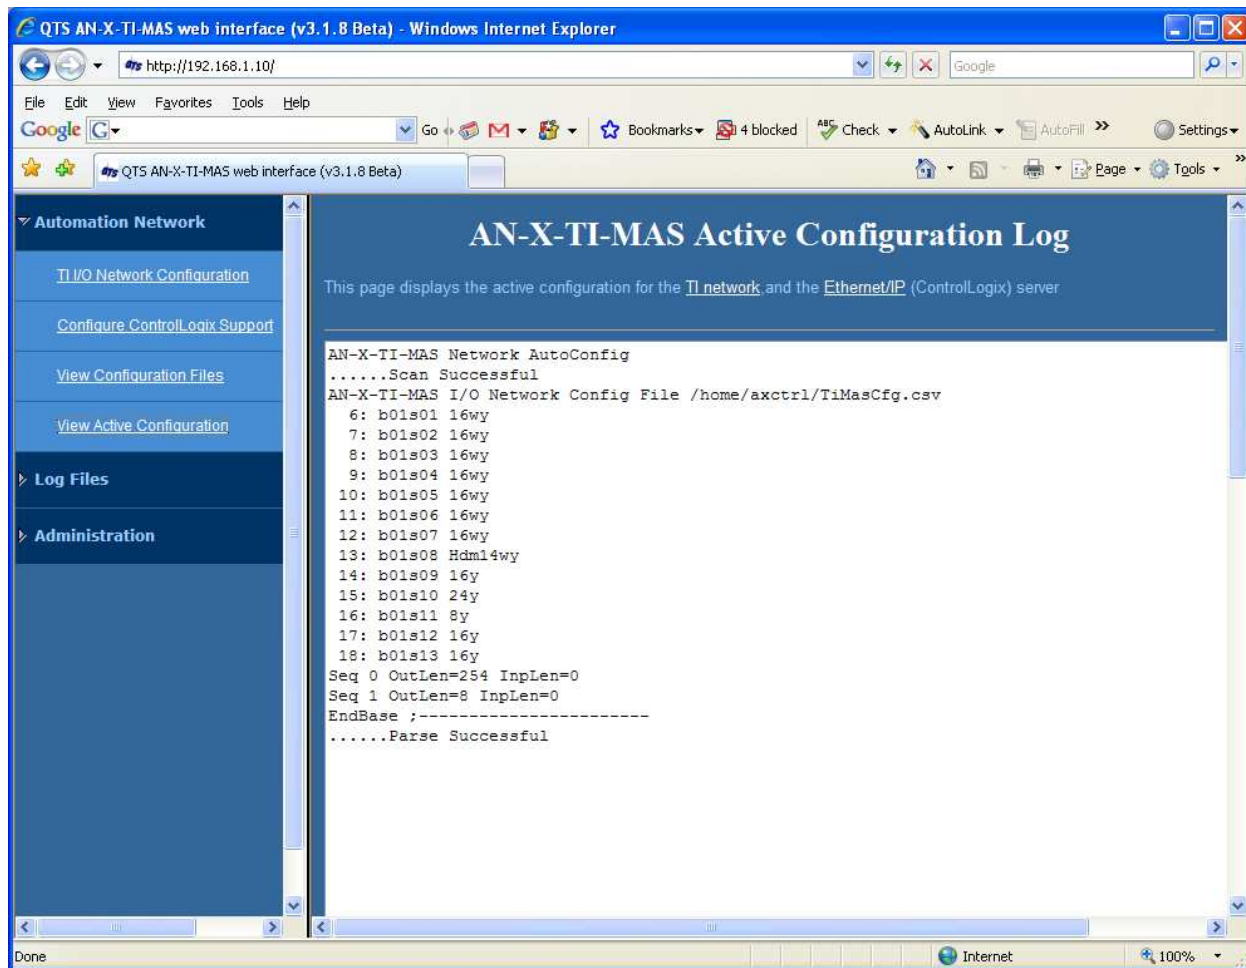 QTS AN-X-TI-MAS web interface (v3.1.8 Beta) - Windows Internet Explorer
http://192.168.1.10/
Google
File Edit View Favorites Tools Help
Google G Go Bookmarks 4 blocked ABC Check AutoLink AutoFill >> Settings
QTS AN-X-TI-MAS web interface (v3.1.8 Beta) Page Tools >>
Automation Network
TI I/O Network Configuration
Configure ControlLogix Support
View Configuration Files
View Active Configuration
Log Files
Administration
AN-X-TI-MAS Active Configuration Log
This page displays the active configuration for the TI network,and the Ethernet/IP (ControlLogix) server
AN-X-TI-MAS Network AutoConfig
......Scan Successful
AN-X-TI-MAS I/O Network Config File /home/axctrl/TiMasCfg.csv
6: b01s01 16wy
7: b01s02 16wy
8: b01s03 16wy
9: b01s04 16wy
10: b01s05 16wy
11: b01s06 16wy
12: b01s07 16wy
13: b01s08 Hdm14wy
14: b01s09 16y
15: b01s10 24y
16: b01s11 8y
17: b01s12 16y
18: b01s13 16y
Seq 0 OutLen=254 InpLen=0
Seq 1 OutLen=8 InpLen=0
EndBase ;-----------------------
......Parse Successful
Done Internet 100%